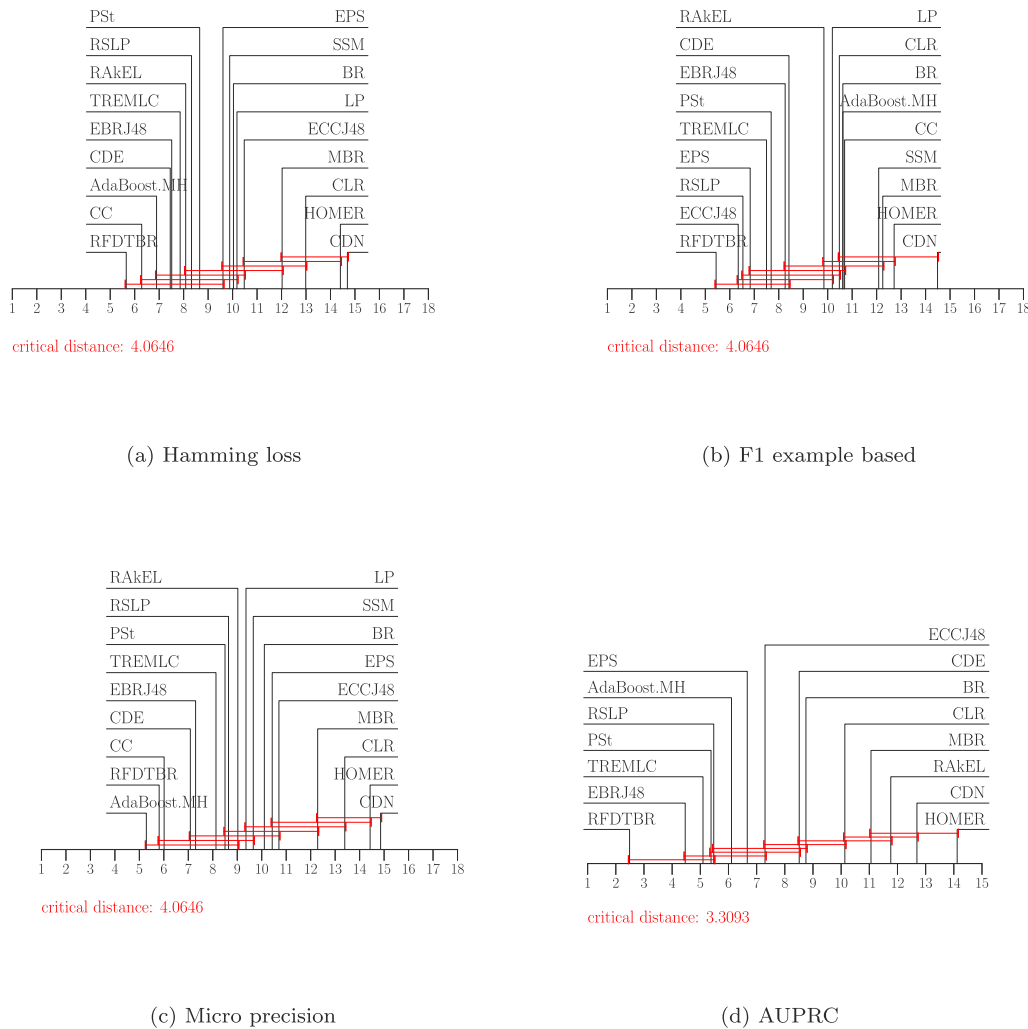 PSt EPS
RSLP SSM
RAkEL BR
TREMLC LP
EBRJ48 ECCJ48
CDE MBR
AdaBoost.MH CLR
CC HOMER
RFDTBR CDN
1 2 3 4 5 6 7 8 9 10 11 12 13 14 15 16 17 18
critical distance: 4.0646
(a) Hamming loss
RAkEL LP
CDE CLR
EBRJ48 BR
PSt AdaBoost.MH
TREMLC CC
EPS SSM
RSLP MBR
ECCJ48 HOMER
RFDTBR CDN
1 2 3 4 5 6 7 8 9 10 11 12 13 14 15 16 17 18
critical distance: 4.0646
(b) F1 example based
RAkEL LP
RSLP SSM
PSt BR
TREMLC EPS
EBRJ48 ECCJ48
CDE MBR
CC CLR
RFDTBR HOMER
AdaBoost.MH CDN
1 2 3 4 5 6 7 8 9 10 11 12 13 14 15 16 17 18
critical distance: 4.0646
(c) Micro precision
ECCJ48
EPS CDE
AdaBoost.MH BR
RSLP CLR
PSt MBR
TREMLC RAkEL
EBRJ48 CDN
RFDTBR HOMER
1 2 3 4 5 6 7 8 9 10 11 12 13 14 15
critical distance: 3.3093
(d) AUPRC